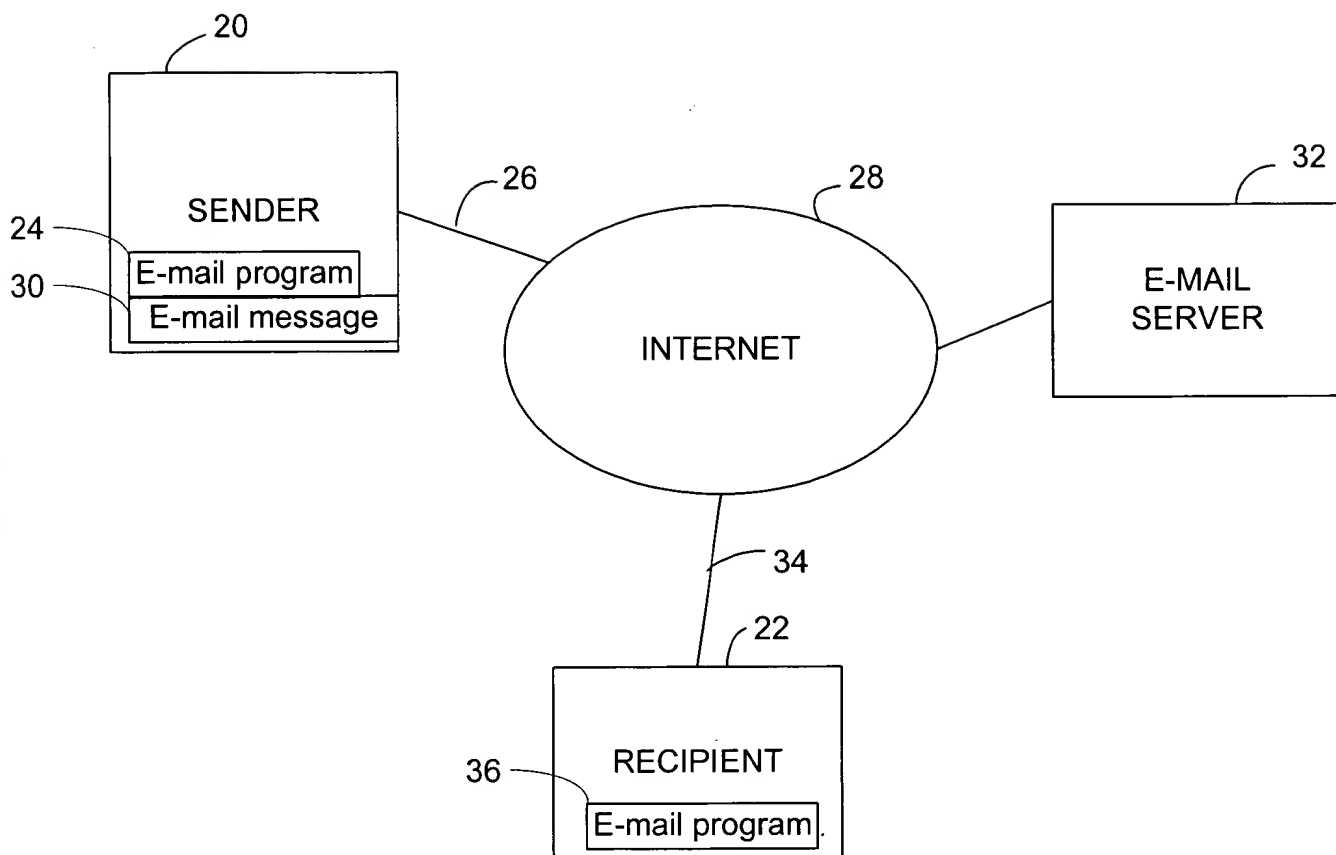 20
32
26
28
SENDER
24
E-mail program
30
E-mail message
INTERNET
E-MAIL
SERVER
34
22
RECIPIENT
36
E-mail program